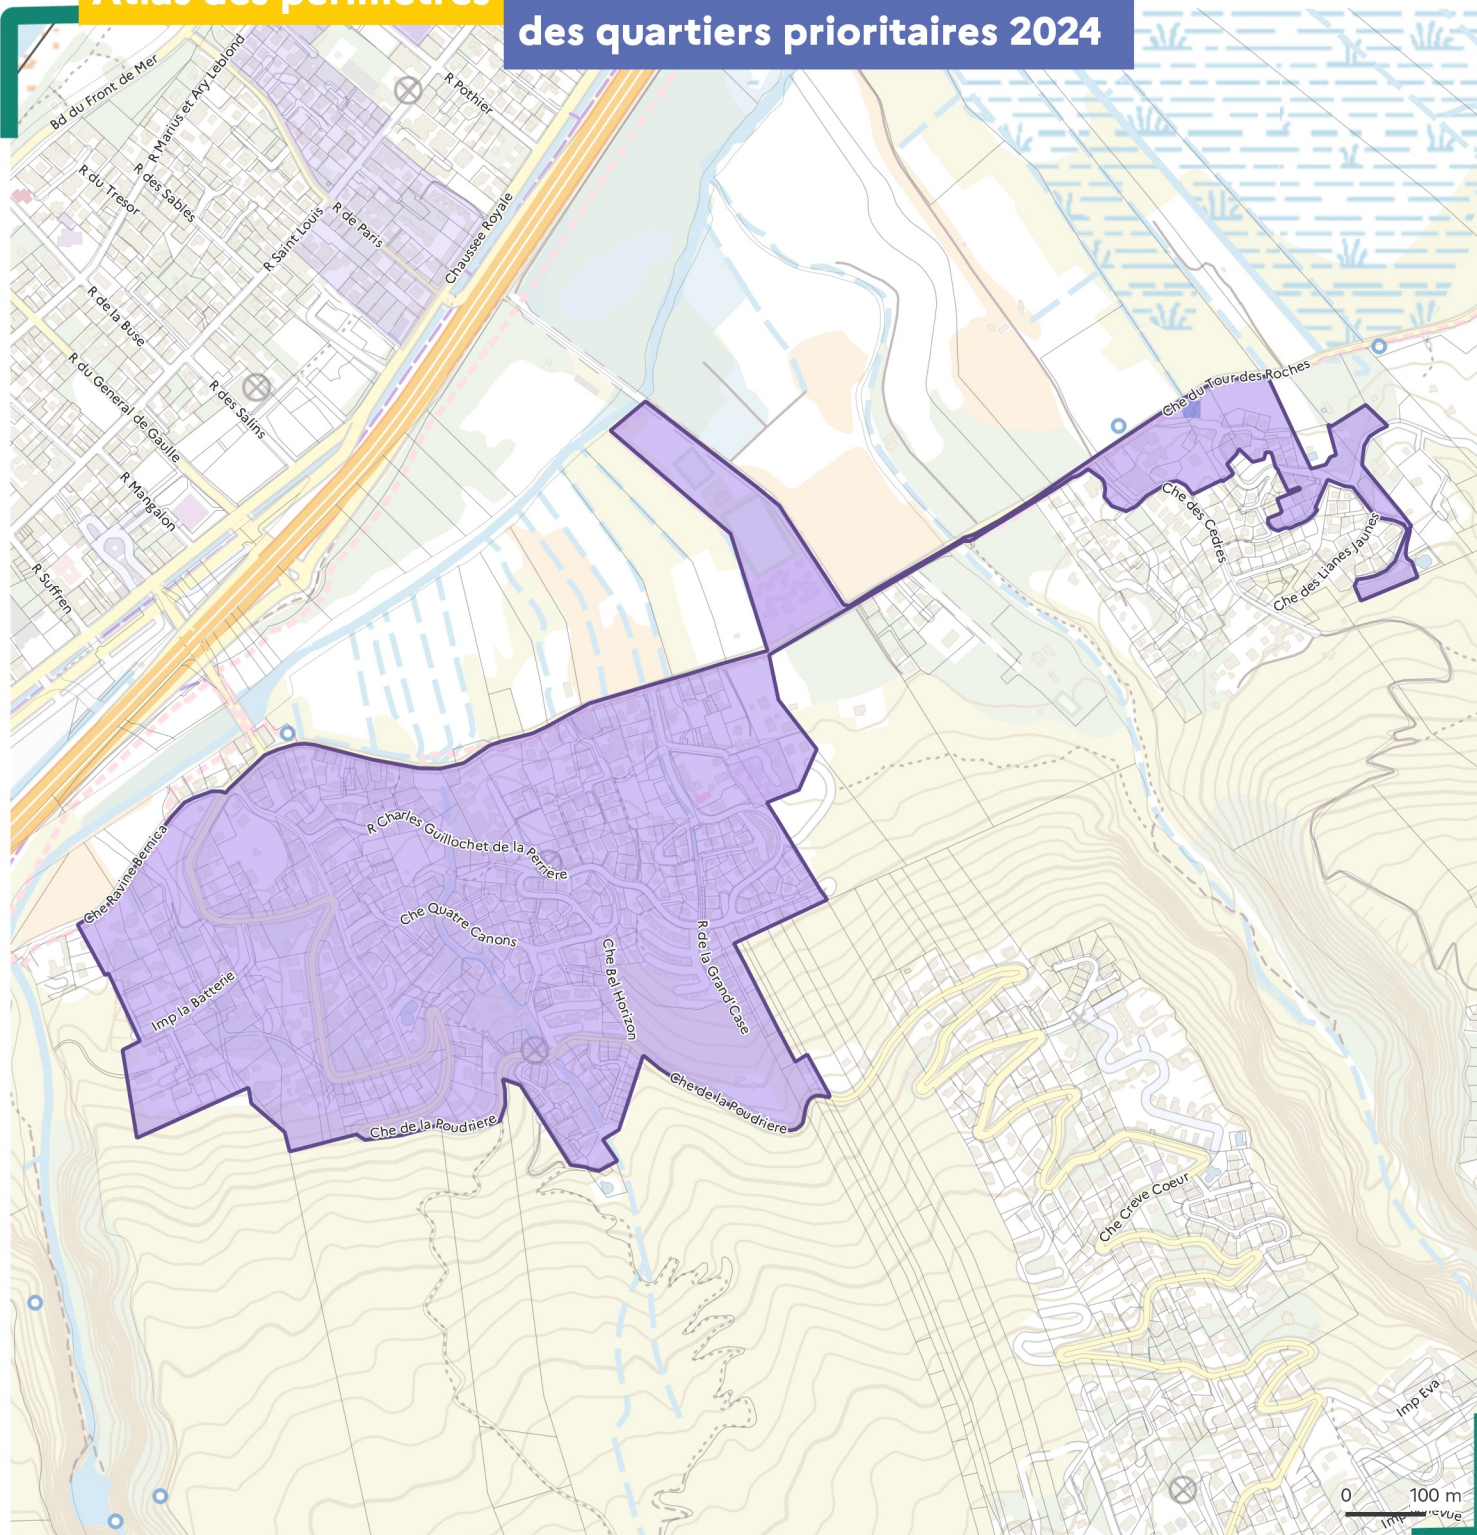 Atlas des périmètres
des quartiers prioritaires 2024
Bd du Front de Mer
R Marius et Ary Leblond
R Pothier
R du Tresor
R des Sables
R Saint Louis
R de Paris
Chaussee Royale
R de la Buse
R du General de Gaulle
R des Salins
R Mangalon
R Suffren
Che du Tour des Roches
Che des Cedres
Che des Lianes Jaunes
R Charles Guillochet de la Perriere
Che Ravine Bernica
Che Quatre Canons
Che Bel Horizon
R de la Grand'Case
Imp la Batterie
Che de la Poudriere
Che de la Poudriere
Che Creve Coeur
Imp Eva
0 100 m
Imp